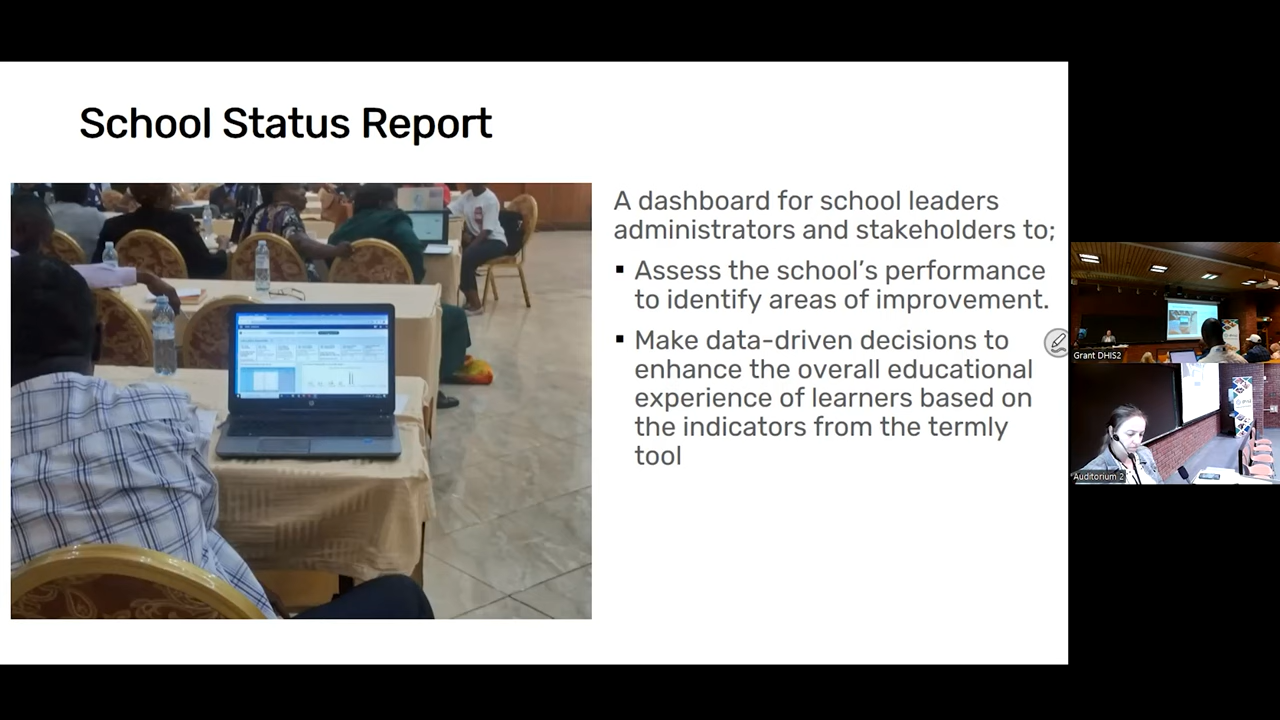 School Status Report
A dashboard for school leaders
administrators and stakeholders to;
▪ Assess the school’s performance
to identify areas of improvement.
▪ Make data-driven decisions to
enhance the overall educational
experience of learners based on
the indicators from the termly
tool
Grant DHIS2
Auditorium 2